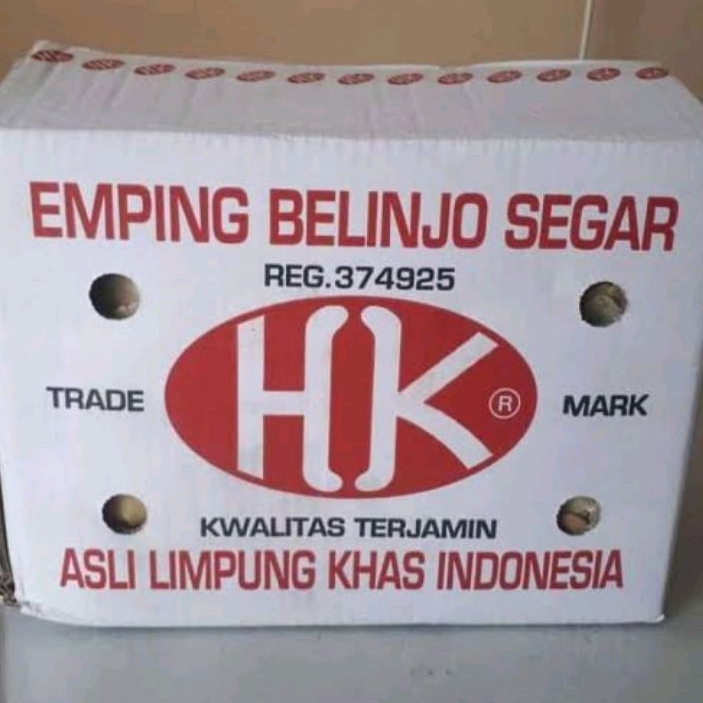 EMPING BELINJO SEGAR
REG.374925
TRADE HK ® MARK
KWALITAS TERJAMIN
ASLI LIMPUNG KHAS INDONESIA